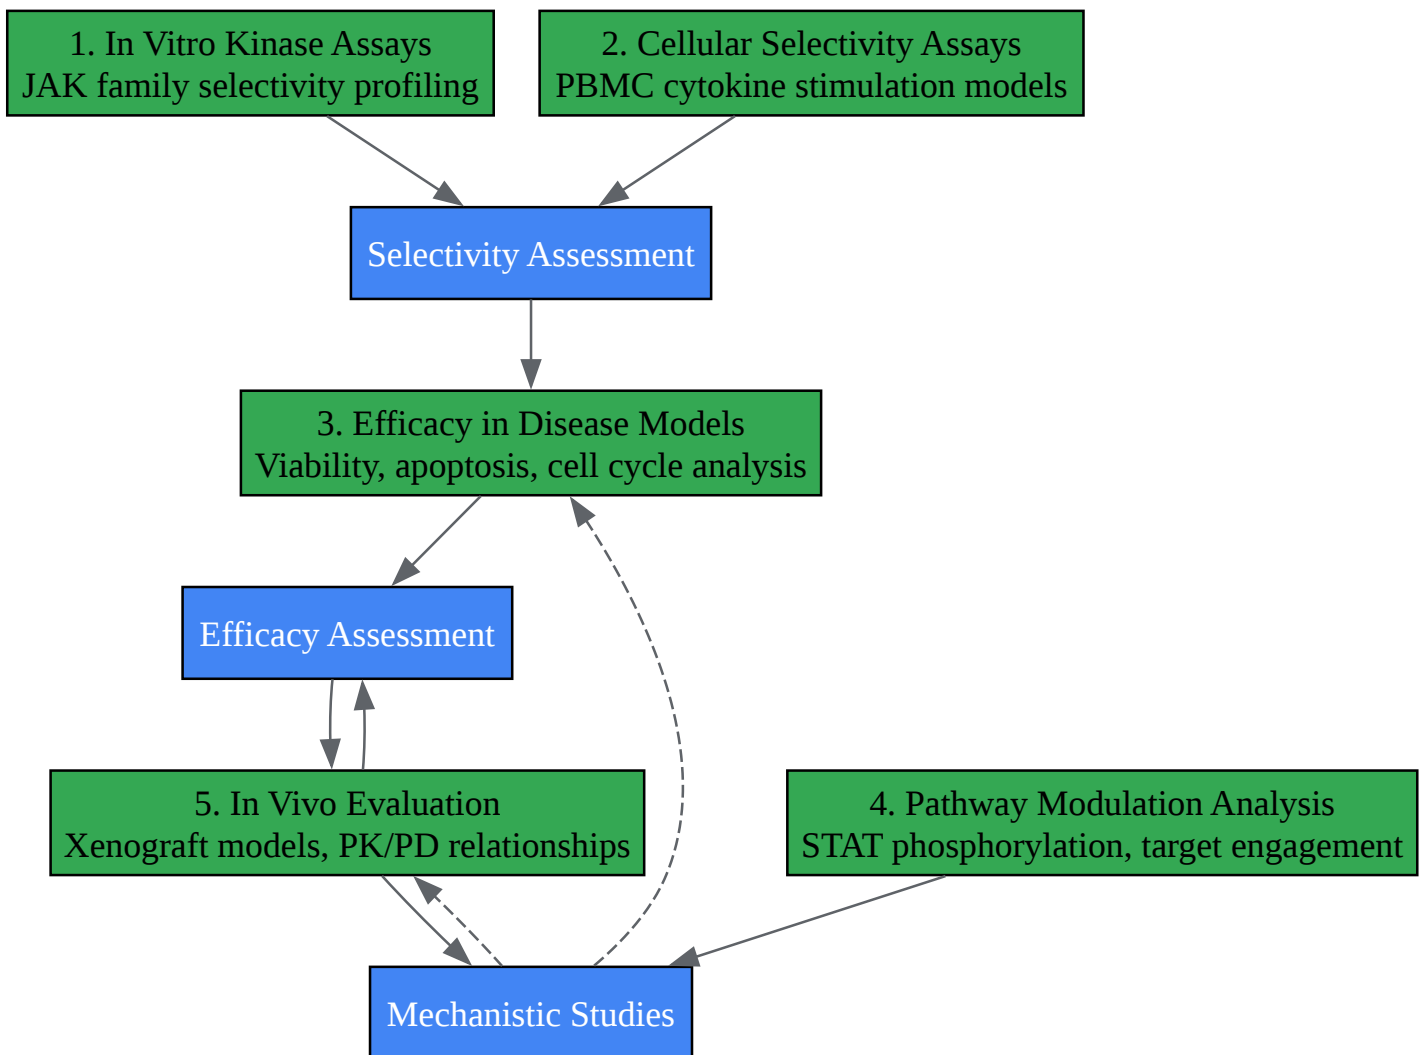 1. In Vitro Kinase Assays
JAK family selectivity profiling
2. Cellular Selectivity Assays
PBMC cytokine stimulation models
Selectivity Assessment
3. Efficacy in Disease Models
Viability, apoptosis, cell cycle analysis
Efficacy Assessment
5. In Vivo Evaluation
Xenograft models, PK/PD relationships
4. Pathway Modulation Analysis
STAT phosphorylation, target engagement
Mechanistic Studies